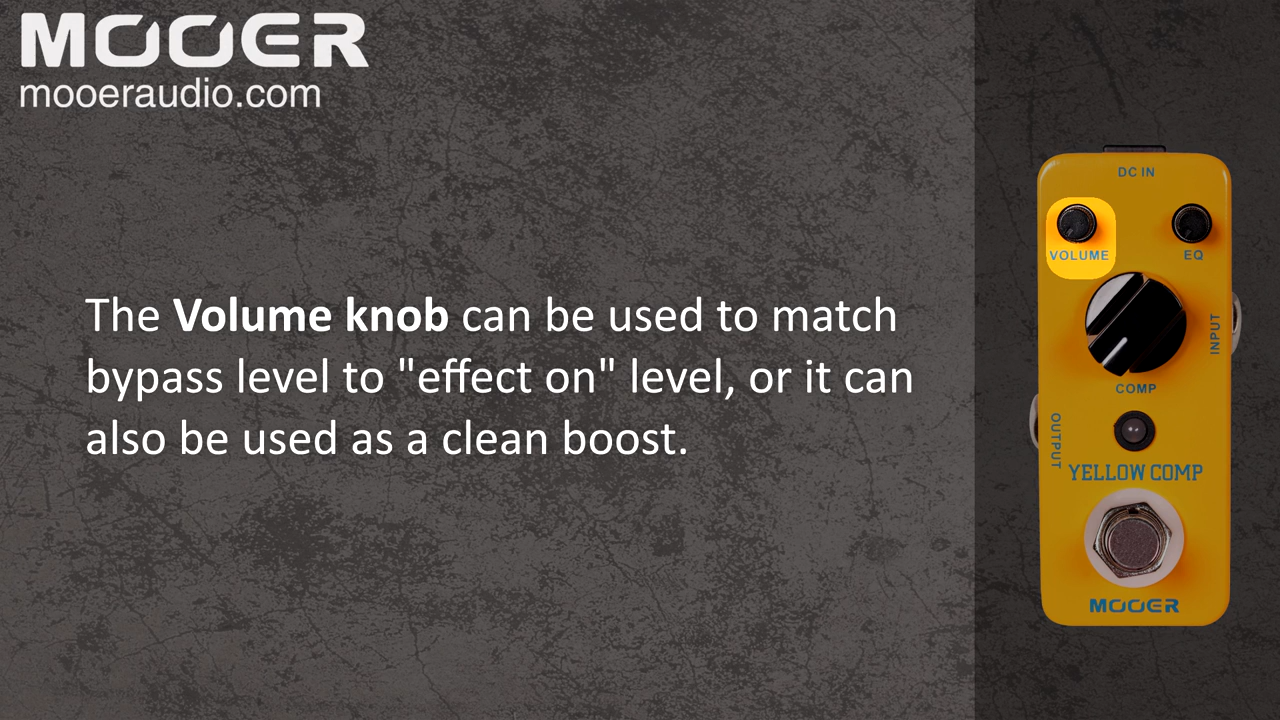 MOOER
mooeraudio.com
The Volume knob can be used to match
bypass level to "effect on" level, or it can
also be used as a clean boost.
DC IN
VOLUME
EQ
INPUT
COMP
OUTPUT
YELLOW COMP
MOOER